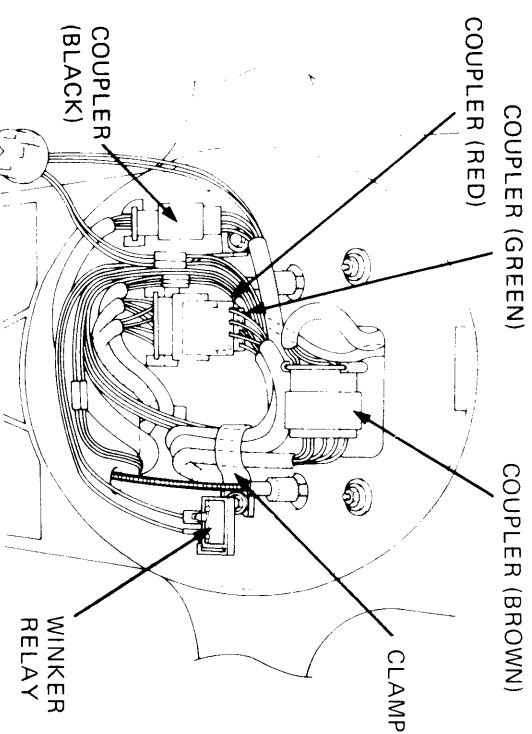 COUPLER (GREEN)
COUPLER (BROWN)
COUPLER (RED)
CLAMP
COUPLER
(BLACK)
WINKER
RELAY